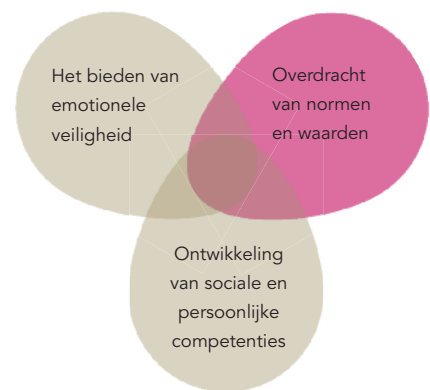 Het bieden van
emotionele
veiligheid
Overdracht
van normen
en waarden
Ontwikkeling
van sociale en
persoonlijke
competenties